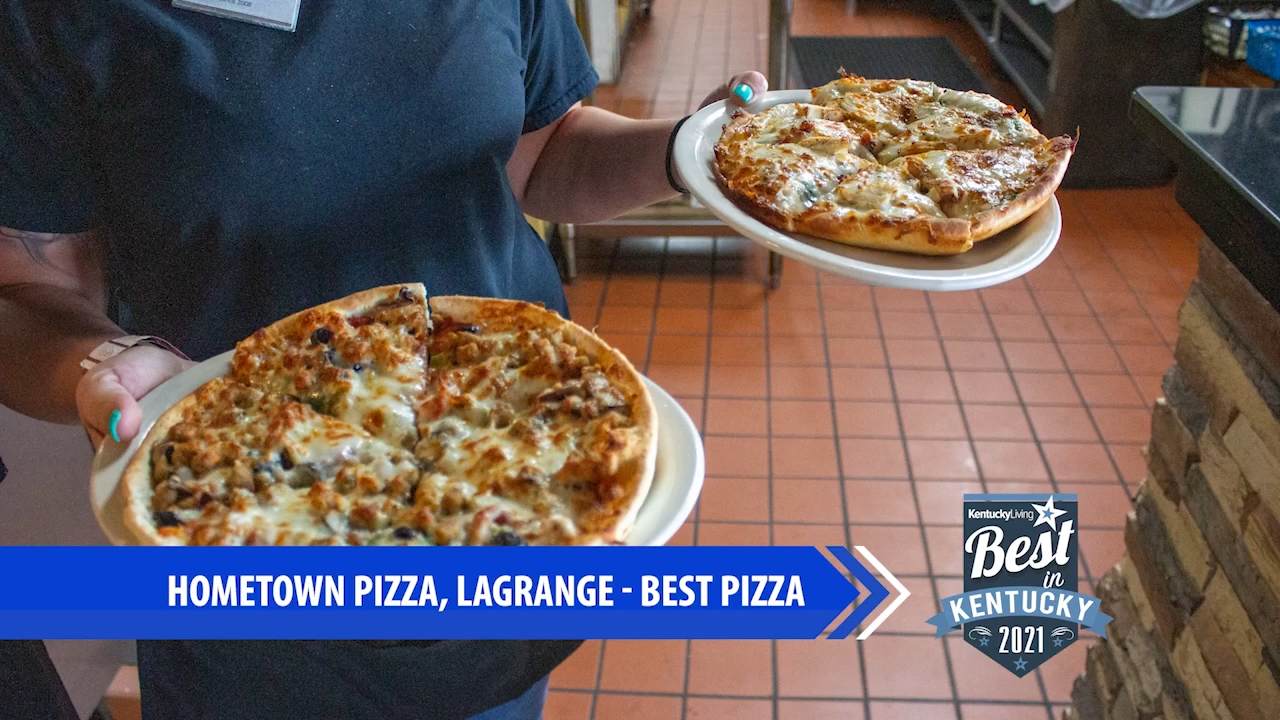 HOMETOWN PIZZA, LAGRANGE - BEST PIZZA
KentuckyLiving
Best
in
KENTUCKY
2021